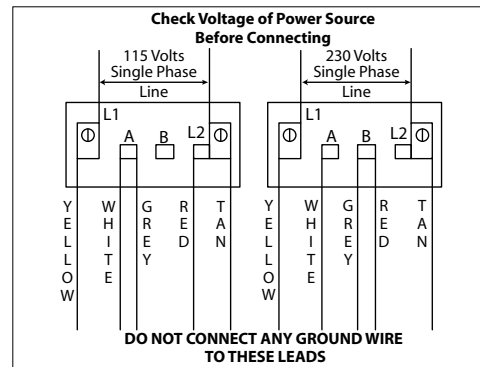 Check Voltage of Power Source
Before Connecting
115 Volts
Single Phase
Line
L1
A
B
L2
YELLOW
WHITE
GREY
RED
TAN
230 Volts
Single Phase
Line
L1
A
B
L2
YELLOW
WHITE
GREY
RED
TAN
DO NOT CONNECT ANY GROUND WIRE
TO THESE LEADS